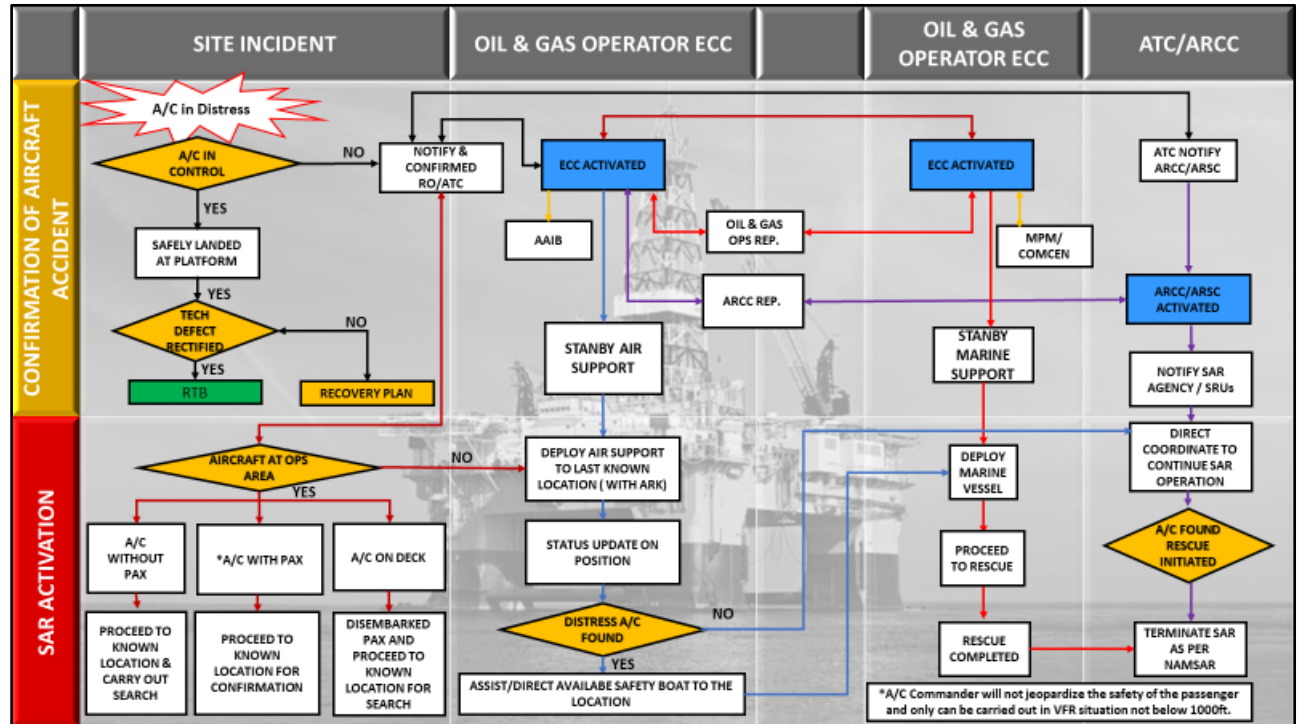 SITE INCIDENT
OIL & GAS OPERATOR ECC
OIL & GAS
OPERATOR ECC
ATC/ARCC
CONFIRMATION OF AIRCRAFT
ACCIDENT
A/C in Distress
A/C IN
CONTROL
NO
NOTIFY &
CONFIRMED
RO/ATC
ECC ACTIVATED
ECC ACTIVATED
ATC NOTIFY
ARCC/ARSC
YES
SAFELY LANDED
AT PLATFORM
AAIB
OIL & GAS
OPS REP.
MPM/
COMCEN
YES
ARCC REP.
ARCC/ARSC
ACTIVATED
TECH
DEFECT
RECTIFIED
NO
YES
RTB
RECOVERY PLAN
STANBY AIR
SUPPORT
STANBY
MARINE
SUPPORT
NOTIFY SAR
AGENCY / SRUs
SAR ACTIVATION
AIRCRAFT AT OPS
AREA
NO
YES
DEPLOY AIR SUPPORT
TO LAST KNOWN
LOCATION ( WITH ARK)
DEPLOY
MARINE
VESSEL
DIRECT
COORDINATE TO
CONTINUE SAR
OPERATION
A/C
WITHOUT
PAX
*A/C WITH PAX
A/C ON DECK
STATUS UPDATE ON
POSITION
PROCEED
TO RESCUE
A/C FOUND
RESCUE
INITIATED
PROCEED TO
KNOWN
LOCATION &
CARRY OUT
SEARCH
PROCEED TO
KNOWN
LOCATION FOR
CONFIRMATION
DISEMBARKED
PAX AND
PROCEED TO
KNOWN
LOCATION FOR
SEARCH
DISTRESS A/C
FOUND
NO
YES
ASSIST/DIRECT AVAILABE SAFETY BOAT TO THE
LOCATION
RESCUE
COMPLETED
TERMINATE SAR
AS PER
NAMSAR
*A/C Commander will not jeopardize the safety of the passenger
and only can be carried out in VFR situation not below 1000ft.